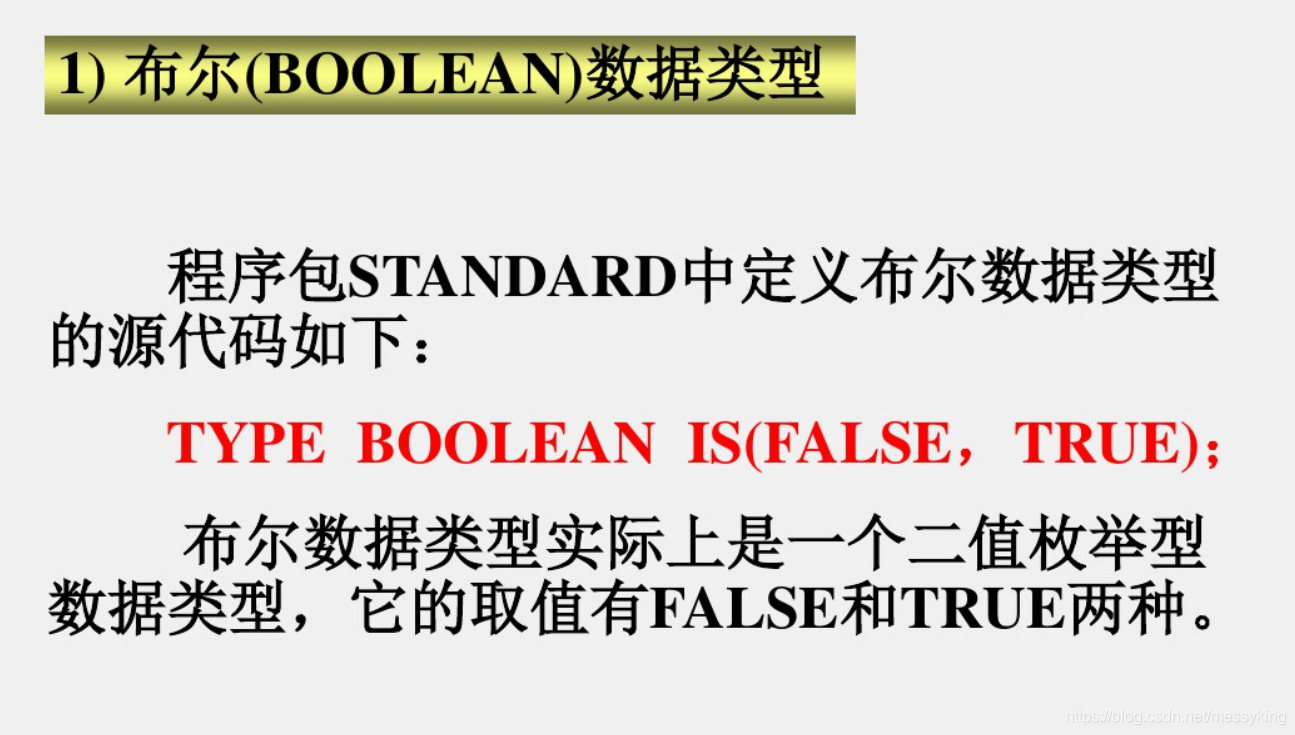 1) 布尔(BOOLEAN)数据类型
程序包STANDARD中定义布尔数据类型
的源代码如下：
TYPE BOOLEAN IS(FALSE，TRUE)；
布尔数据类型实际上是一个二值枚举型
数据类型，它的取值有FALSE和TRUE两种。
https://blog.csdn.net/messyking